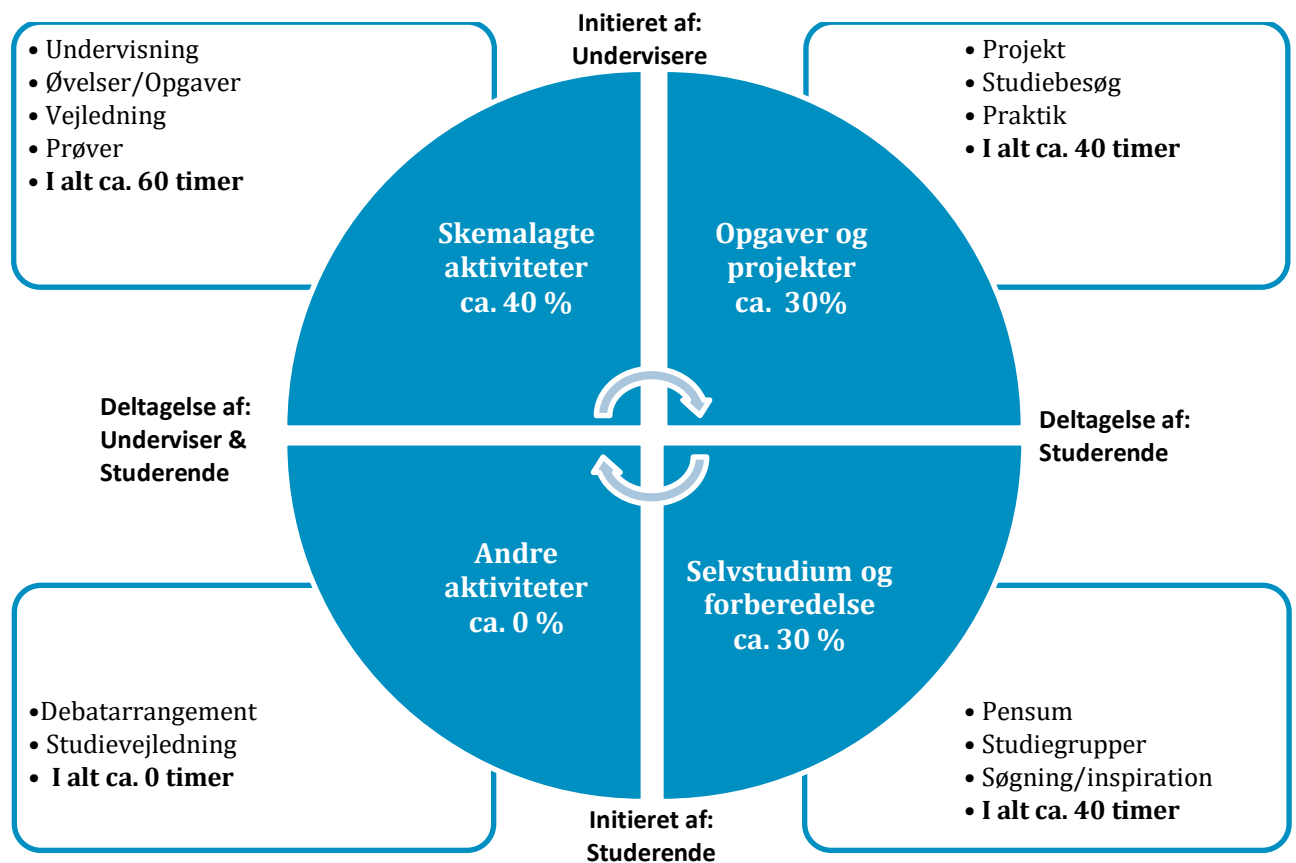 Initieret af:
Undervisere
• Undervisning
• Øvelser/Opgaver
• Vejledning
• Prøver
• I alt ca. 60 timer
• Projekt
• Studiebesøg
• Praktik
• I alt ca. 40 timer
Skemalagte
aktiviteter
ca. 40 %
Opgaver og
projekter
ca. 30%
Deltagelse af:
Underviser &
Studerende
Deltagelse af:
Studerende
Andre
aktiviteter
ca. 0 %
Selvstudium og
forberedelse
ca. 30 %
•Debatarrangement
• Studievejledning
• I alt ca. 0 timer
• Pensum
• Studiegrupper
• Søgning/inspiration
• I alt ca. 40 timer
Initieret af:
Studerende